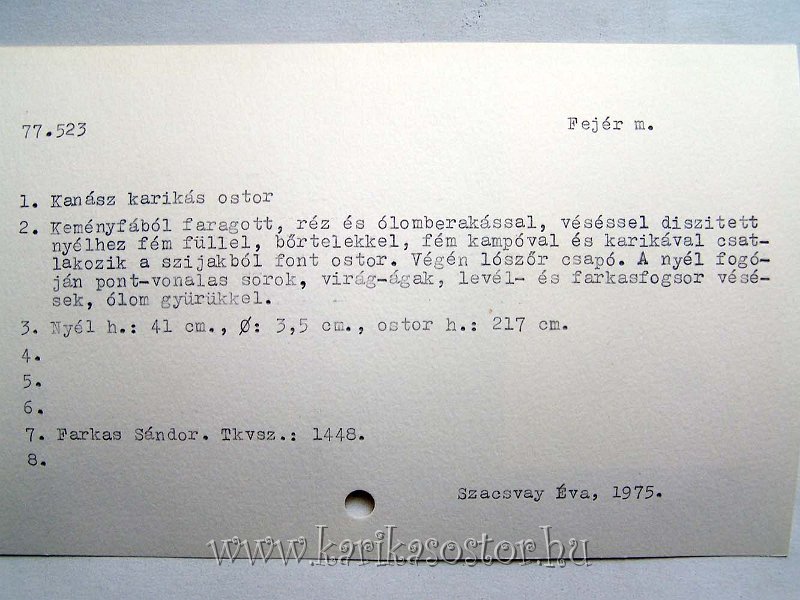 77.523 Fejér m.
1. Kanász karikás ostor
2. Keményfából faragott, réz és ólomberakással, véséssel diszitett
nyélhez fém füllel, bőrtelekkel, fém kampóval és karikával csat-
lakozik a szijakból font ostor. Végén lószőr csapó. A nyél fogó-
ján pont-vonalas sorok, virág-ágak, levél- és farkasfogsor vésé-
sek, ólom gyürükkel.
3. Nyél h.: 41 cm., Ø: 3,5 cm., ostor h.: 217 cm.
4.
5.
6.
7. Farkas Sándor. Tkvsz.: 1448.
8.
Szacsvay Éva, 1975.
www.karikasostor.hu